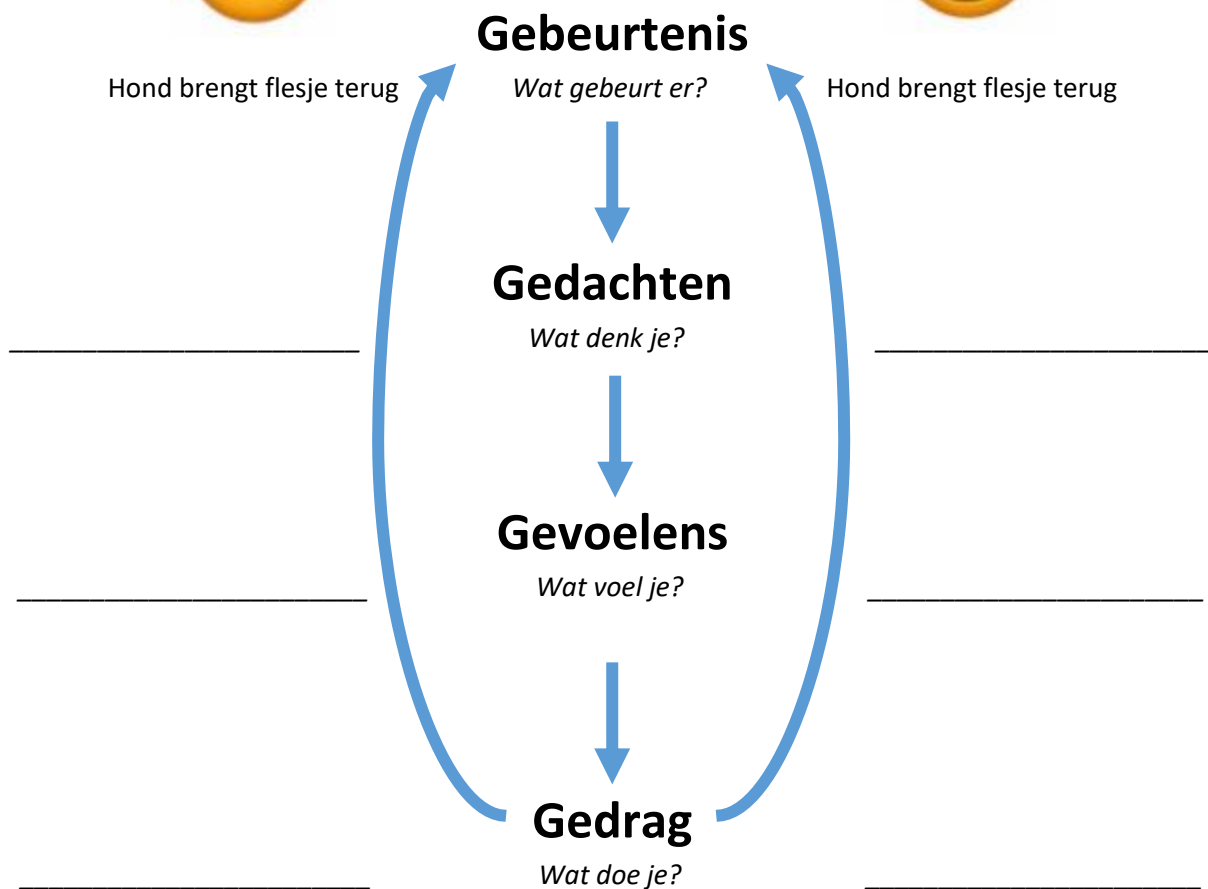 Gebeurtenis
Hond brengt flesje terug
Wat gebeurt er?
Hond brengt flesje terug
Gedachten
Wat denk je?
Gevoelens
Wat voel je?
Gedrag
Wat doe je?